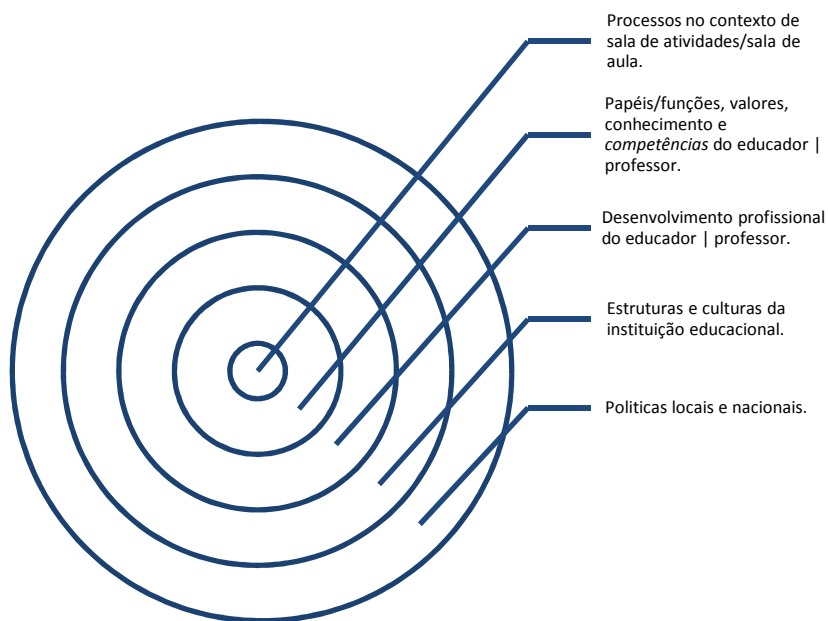 Processos no contexto de
sala de atividades/sala de
aula.
Papéis/funções, valores,
conhecimento e
competências do educador |
professor.
Desenvolvimento profissional
do educador | professor.
Estruturas e culturas da
instituição educacional.
Politicas locais e nacionais.